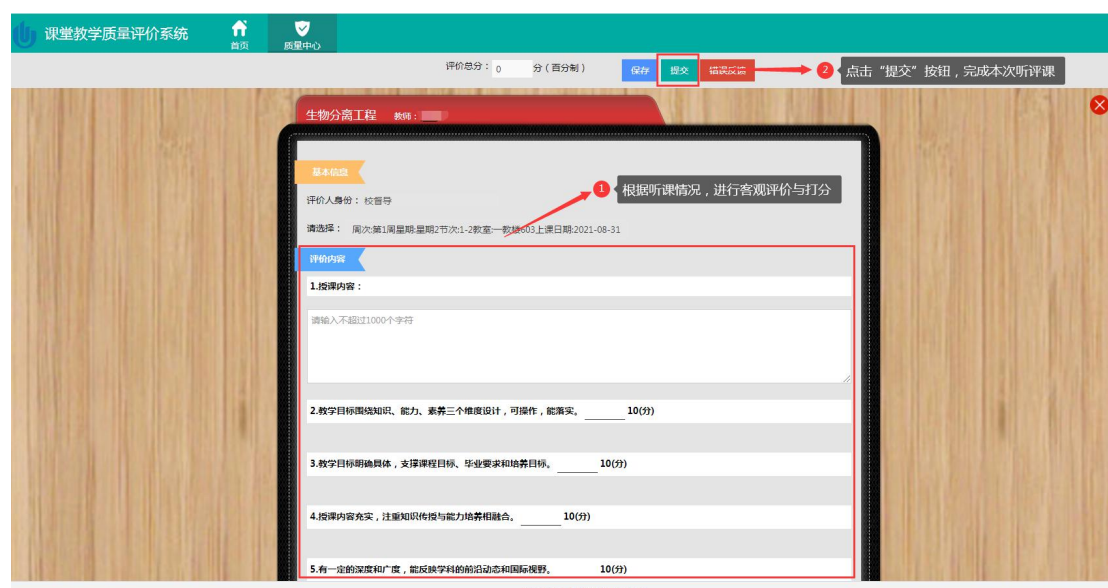 课堂教学质量评价系统
首页
质量中心
评价总分： 0 分（百分制）
保存 提交 错误反馈
2 点击“提交”按钮，完成本次听评课
生物分离工程 教师：
基本信息
1 根据听课情况，进行客观评价与打分
评价人身份： 校督导
请选择： 周次:第1周星期:星期2节次:1-2教室:一教楼603上课日期:2021-08-31
评价内容
1.授课内容：
请输入不超过1000个字符
2.教学目标围绕知识、能力、素养三个维度设计，可操作，能落实。______10(分)
3.教学目标明确具体，支撑课程目标、毕业要求和培养目标。______10(分)
4.授课内容充实，注重知识传授与能力培养相融合。______10(分)
5.有一定的深度和广度，能反映学科的前沿动态和国际视野。 10(分)